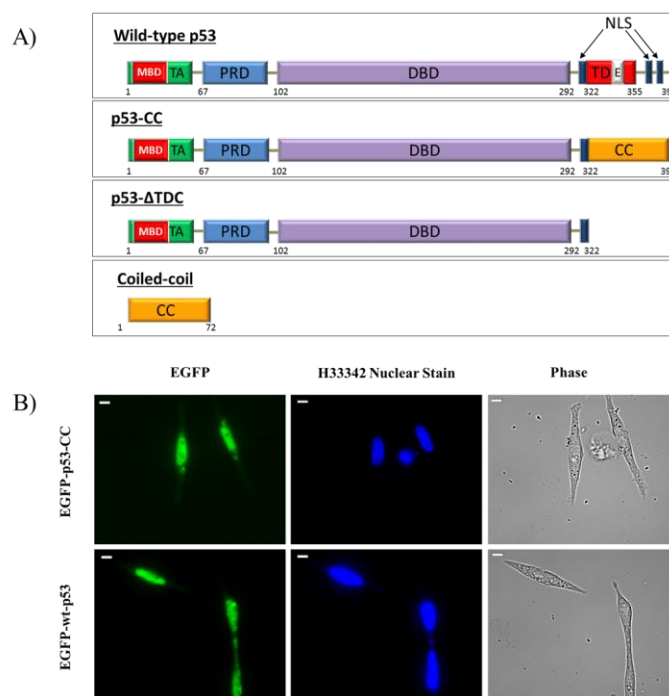 A)
Wild-type p53
NLS
MBD TA PRD DBD TD E
1 67 102 292 322 355 39
p53-CC
MBD TA PRD DBD CC
1 67 102 292 322 39
p53-ΔTDC
MBD TA PRD DBD
1 67 102 292 322
Coiled-coil
CC
1 72
B)
EGFP H33342 Nuclear Stain Phase
EGFP-p53-CC
EGFP-wt-p53